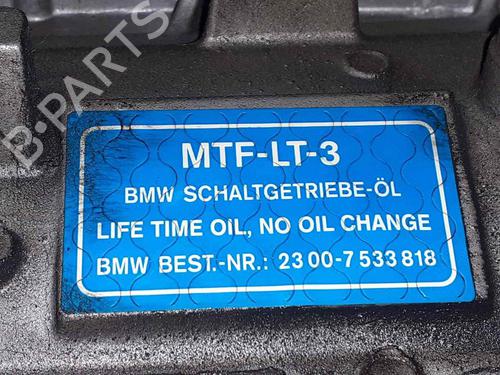 B-PARTS
MTF-LT-3
BMW SCHALTGETRIEBE-ÖL
LIFE TIME OIL, NO OIL CHANGE
BMW BEST.-NR.: 23 00-7 533 818